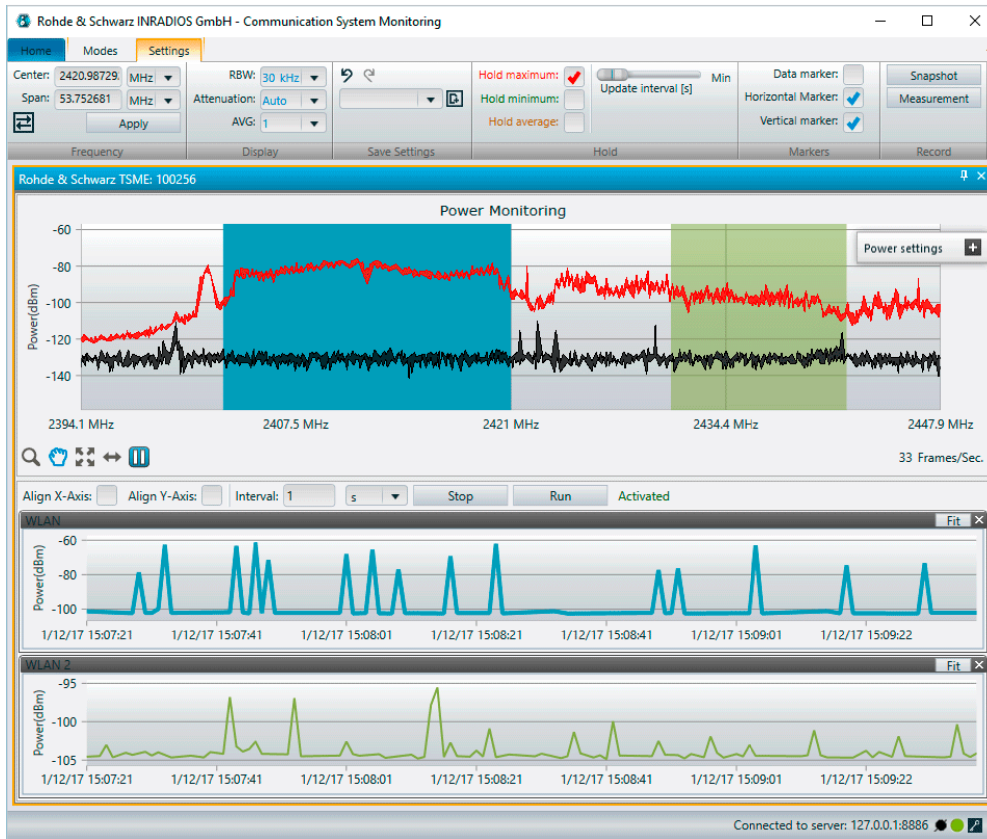 Rohde & Schwarz INRADIOS GmbH - Communication System Monitoring
Home Modes Settings
Center: 2420.98729. MHz RBW: 30 kHz Hold maximum: Min Data marker: Snapshot
Span: 53.752681 MHz Attenuation: Auto Hold minimum: Update interval [s] Horizontal Marker: Measurement
Apply AVG: 1 Hold average: Vertical marker:
Frequency Display Save Settings Hold Markers Record
Rohde & Schwarz TSME: 100256
Power Monitoring
Power settings
Power(dBm)
-60
-80
-100
-120
-140
2394.1 MHz 2407.5 MHz 2421 MHz 2434.4 MHz 2447.9 MHz
33 Frames/Sec.
Align X-Axis: Align Y-Axis: Interval: 1 s Stop Run Activated
WLAN Fit
Power(dBm)
-60
-80
-100
1/12/17 15:07:21 1/12/17 15:07:41 1/12/17 15:08:01 1/12/17 15:08:21 1/12/17 15:08:41 1/12/17 15:09:01 1/12/17 15:09:22
WLAN 2 Fit
Power(dBm)
-95
-100
-105
1/12/17 15:07:21 1/12/17 15:07:41 1/12/17 15:08:01 1/12/17 15:08:21 1/12/17 15:08:41 1/12/17 15:09:01 1/12/17 15:09:22
Connected to server: 127.0.0.1:8886